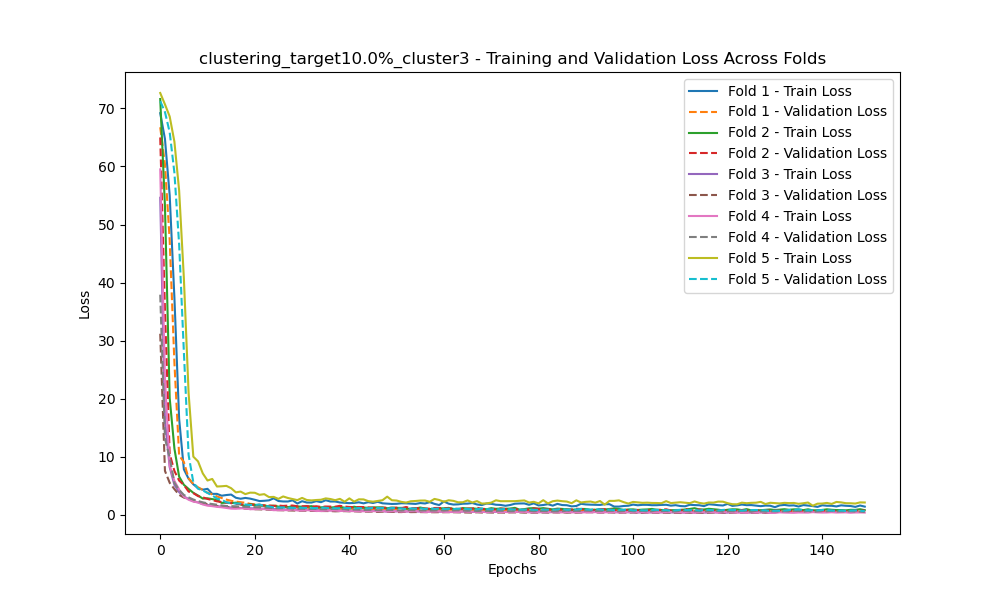 clustering_target10.0%_cluster3 - Training and Validation Loss Across Folds
Fold 1 - Train Loss
Fold 1 - Validation Loss
Fold 2 - Train Loss
Fold 2 - Validation Loss
Fold 3 - Train Loss
Fold 3 - Validation Loss
Fold 4 - Train Loss
Fold 4 - Validation Loss
Fold 5 - Train Loss
Fold 5 - Validation Loss
Loss
70
60
50
40
30
20
10
0
0 20 40 60 80 100 120 140
Epochs